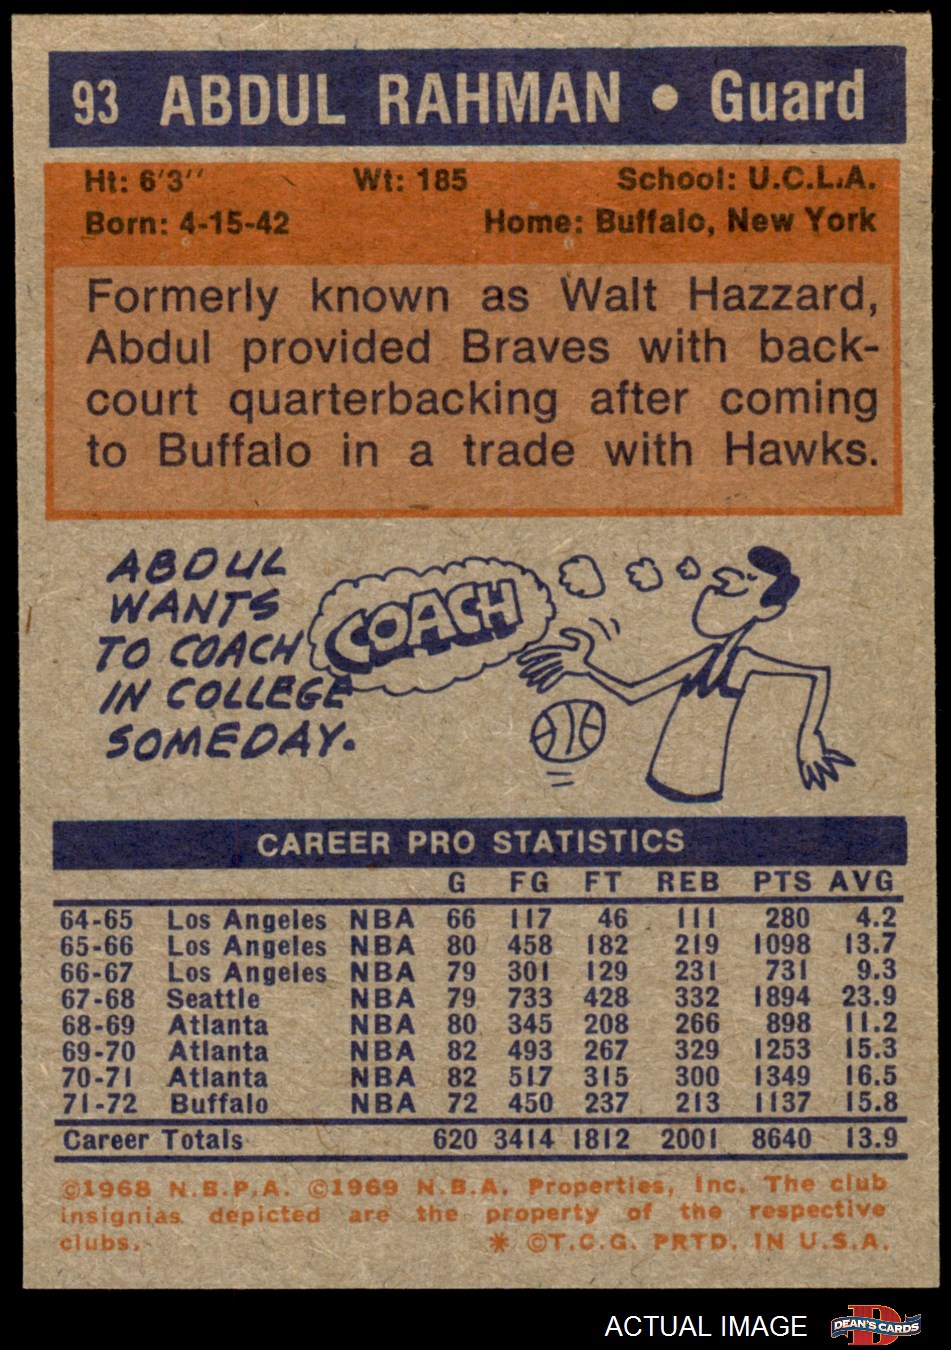 93 ABDUL RAHMAN • Guard
Ht: 6'3'' Wt: 185 School: U.C.L.A.
Born: 4-15-42 Home: Buffalo, New York
Formerly known as Walt Hazzard,
Abdul provided Braves with back-
court quarterbacking after coming
to Buffalo in a trade with Hawks.
ABDUL
WANTS
TO COACH
IN COLLEGE
SOMEDAY.
COACH
CAREER PRO STATISTICS
G FG FT REB PTS AVG
64-65 Los Angeles NBA 66 117 46 111 280 4.2
65-66 Los Angeles NBA 80 458 182 219 1098 13.7
66-67 Los Angeles NBA 79 301 129 231 731 9.3
67-68 Seattle NBA 79 733 428 332 1894 23.9
68-69 Atlanta NBA 80 345 208 266 898 11.2
69-70 Atlanta NBA 82 493 267 329 1253 15.3
70-71 Atlanta NBA 82 517 315 300 1349 16.5
71-72 Buffalo NBA 72 450 237 213 1137 15.8
Career Totals 620 3414 1812 2001 8640 13.9
©1968 N.B.P.A. ©1969 N.B.A. Properties, Inc. The club
insignias depicted are the property of the respective
clubs. * ©T.C.G. PRTD. IN U.S.A.
ACTUAL IMAGE DEAN'S CARDS